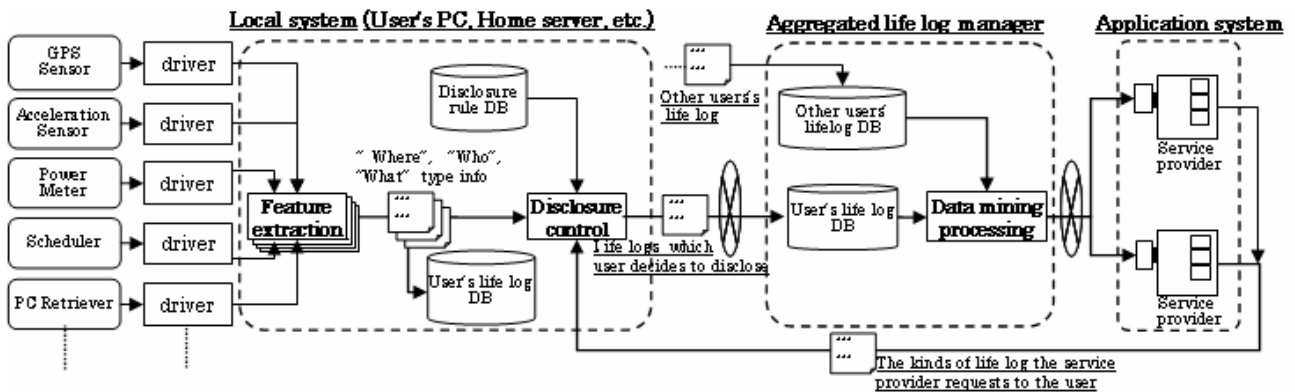 Local system (User's PC, Home server, etc.)
Aggregated life log manager
Application system
GPS
Sensor
driver
Acceleration
Sensor
driver
Power
Meter
driver
Scheduler
driver
PC Retriever
driver
Disclosure
rule DB
" Where", "Who",
"What" type info
Feature
extraction
Disclosure
control
User's life log
DB
Other users's
life log
Life logs which
user decides to disclose
Other users'
lifelog DB
User's life log
DB
Data mining
processing
Service
provider
Service
provider
The kinds of life log the service
provider requests to the user